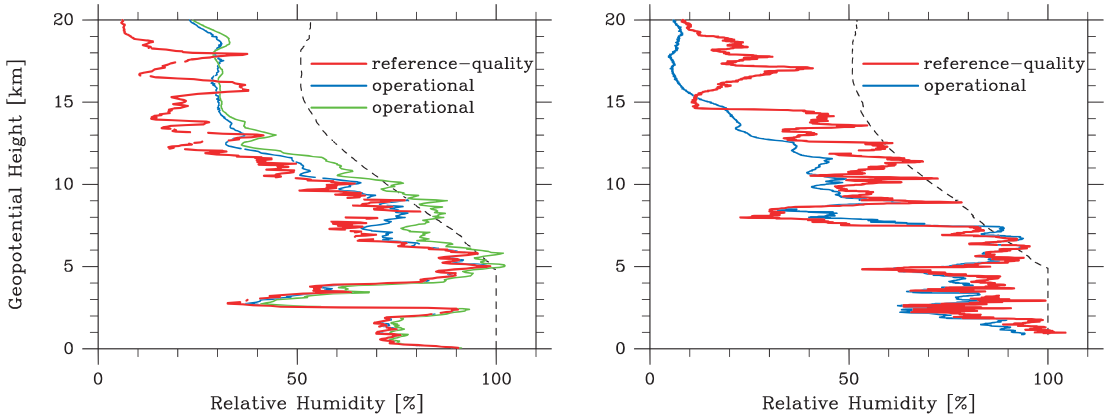 Geopotential Height [km]
20
15
10
5
0
reference-quality
operational
operational
0 50 100
Relative Humidity [%]
20
15
10
5
0
reference-quality
operational
0 50 100
Relative Humidity [%]